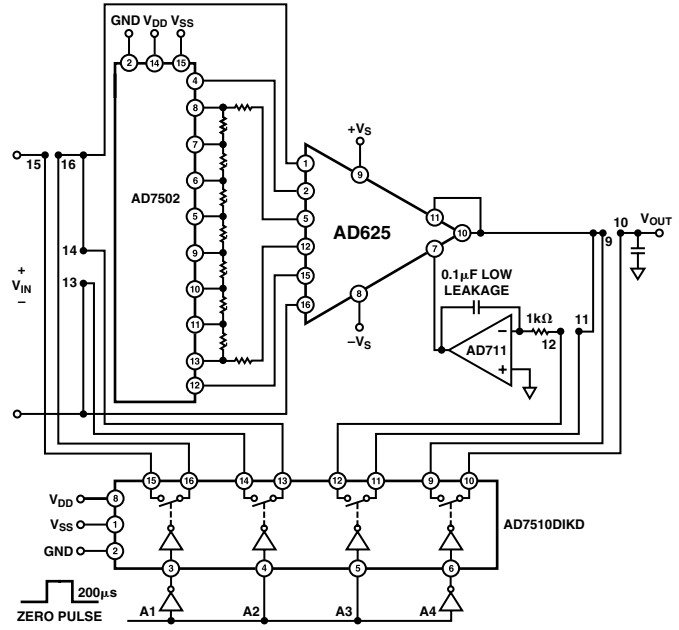 GND V_DD V_SS
2 14 15
4
8
7
6
5
9
10
11
13
12
AD7502
15 16
14
13
+
V_IN
–
1
2
5
12
15
16
AD625
+V_S
9
11
10
7
8
–V_S
0.1µF LOW
LEAKAGE
1kΩ
12
11
AD711
–
+
9
10
V_OUT
15 16 14 13 12 11 9 10
V_DD 8
V_SS 1
GND 2
AD7510DIKD
3 4 5 6
200µs
ZERO PULSE
A1 A2 A3 A4